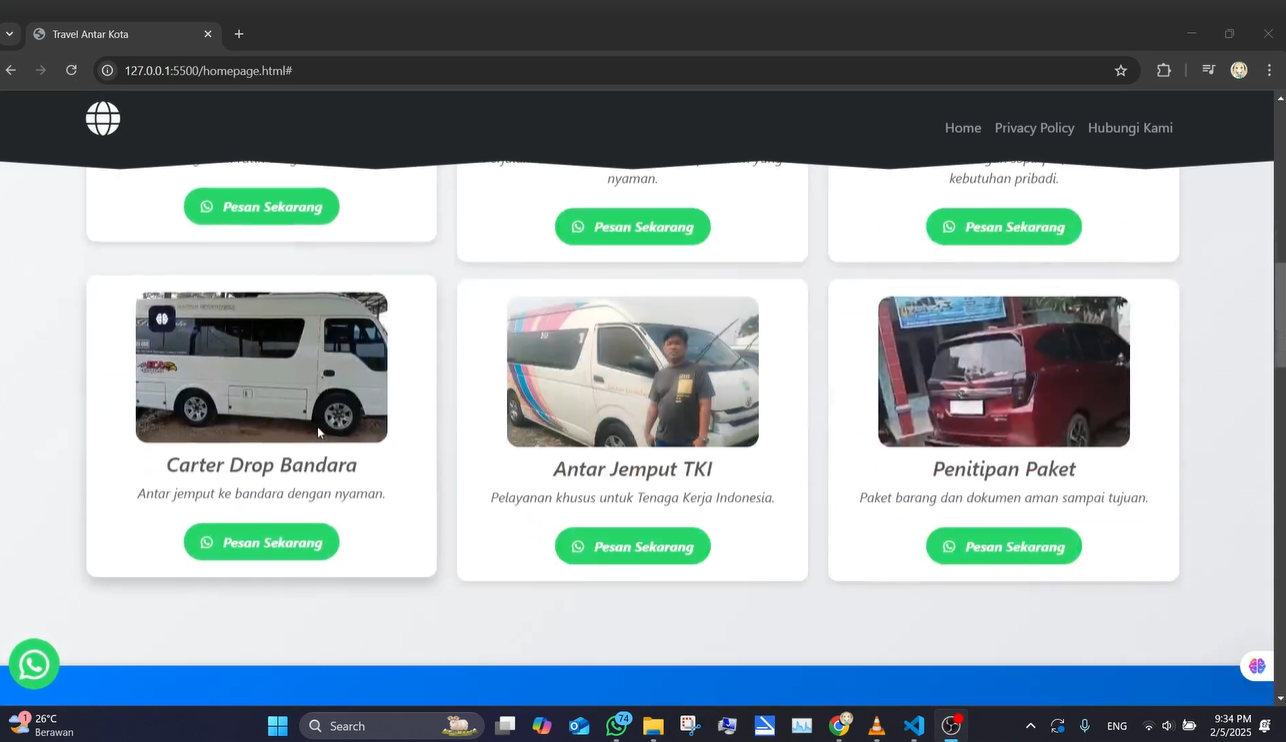 Travel Antar Kota
127.0.0.1:5500/homepage.html#
Home Privacy Policy Hubungi Kami
nyaman.
kebutuhan pribadi.
Pesan Sekarang
Pesan Sekarang
Pesan Sekarang
Carter Drop Bandara
Antar jemput ke bandara dengan nyaman.
Pesan Sekarang
Antar Jemput TKI
Pelayanan khusus untuk Tenaga Kerja Indonesia.
Pesan Sekarang
Penitipan Paket
Paket barang dan dokumen aman sampai tujuan.
Pesan Sekarang
1
26°C
Berawan
Search
74
ENG
9:34 PM
2/5/2025